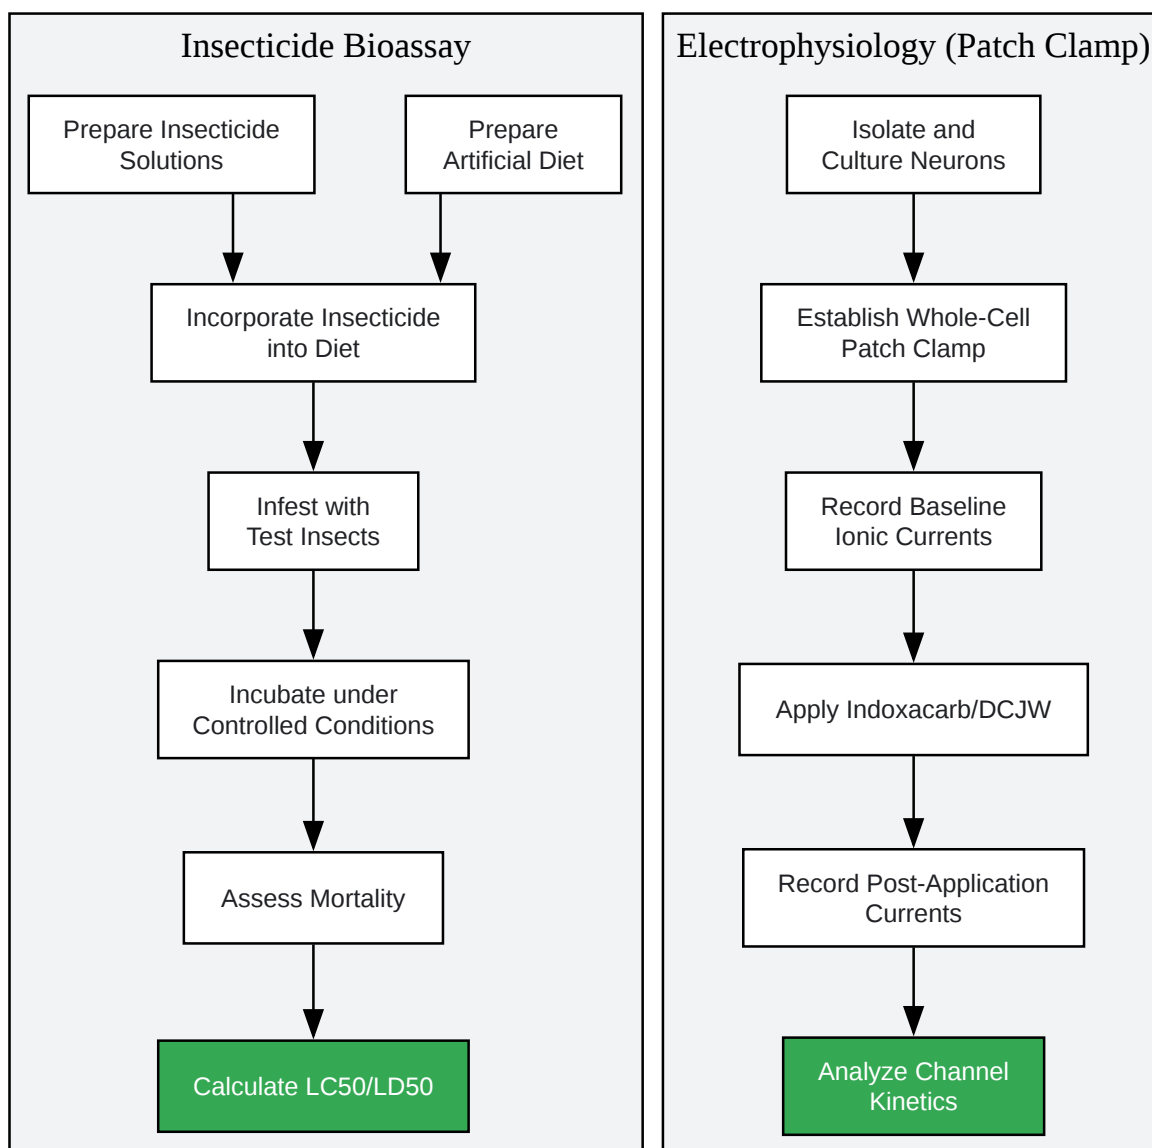 Insecticide Bioassay
Prepare Insecticide
Solutions
Prepare
Artificial Diet
Incorporate Insecticide
into Diet
Infest with
Test Insects
Incubate under
Controlled Conditions
Assess Mortality
Calculate LC50/LD50
Electrophysiology (Patch Clamp)
Isolate and
Culture Neurons
Establish Whole-Cell
Patch Clamp
Record Baseline
Ionic Currents
Apply Indoxacarb/DCJW
Record Post-Application
Currents
Analyze Channel
Kinetics